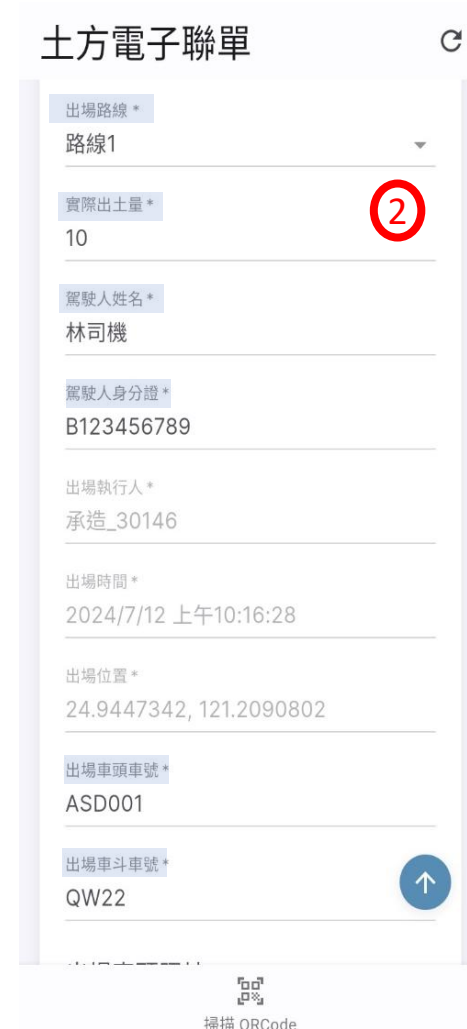 土方電子聯單
出場路線 *
路線1
實際出土量 *
2
10
駕駛人姓名 *
林司機
駕駛人身分證 *
B123456789
出場執行人 *
承造_30146
出場時間 *
2024/7/12 上午10:16:28
出場位置 *
24.9447342, 121.2090802
出場車頭車號 *
ASD001
出場車斗車號 *
QW22
掃描 QRCode